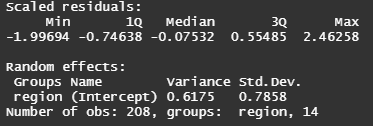 Scaled residuals:
Min 1Q Median 3Q Max
-1.99694 -0.74638 -0.07532 0.55485 2.46258
Random effects:
Groups Name Variance Std.Dev.
region (Intercept) 0.6175 0.7858
Number of obs: 208, groups: region, 14